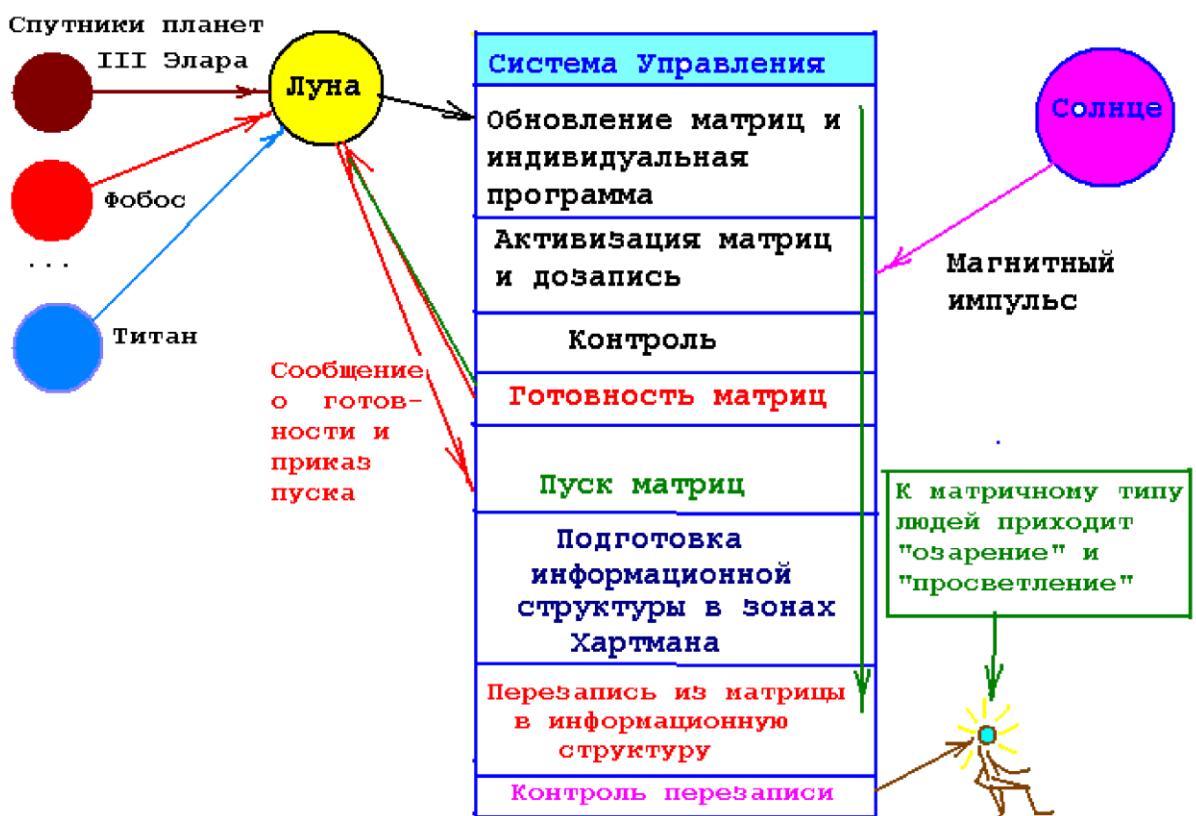 Спутники планет
III Элара
Луна
Фобос
...
Титан
Система Управления
Обновление матриц и
индивидуальная
программа
Активизация матриц
и дозапись
Контроль
Готовность матриц
Пуск матриц
Подготовка
информационной
структуры в зонах
Хартмана
Перезапись из матрицы
в информационную
структуру
Контроль перезаписи
Сообщение
о готов-
ности и
приказ
пуска
Солнце
Магнитный
импульс
К матричному типу
людей приходит
"озарение" и
"просветление"